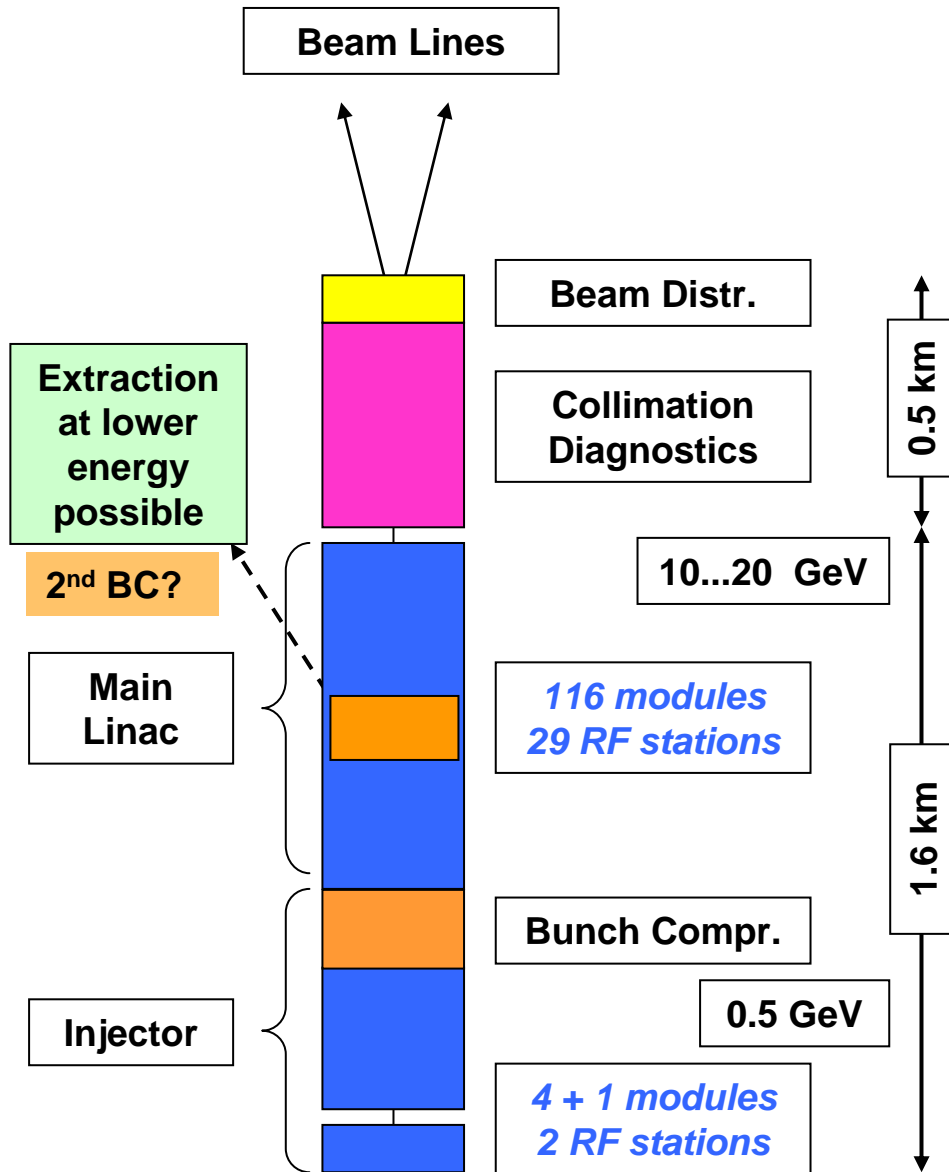 Beam Lines
Beam Distr.
Extraction
at lower
energy
possible
Collimation
Diagnostics
0.5 km
2nd BC?
10...20 GeV
Main
Linac
116 modules
29 RF stations
1.6 km
Bunch Compr.
Injector
0.5 GeV
4 + 1 modules
2 RF stations